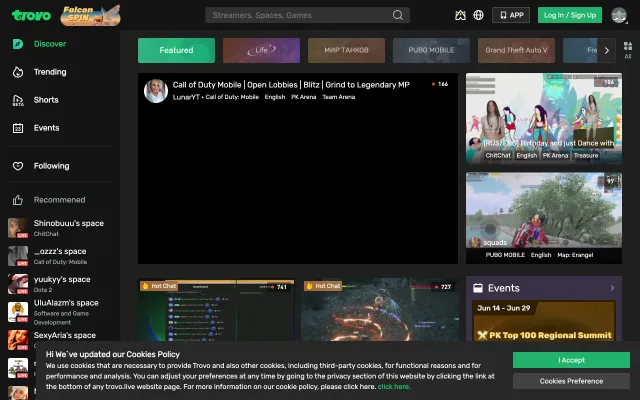 trovo
Falcon
SPIN
Streamers, Spaces, Games
APP
Log In / Sign Up
Discover
Trending
BETA
Shorts
Events
Following
Recommened
Shinobuuu's space
ChitChat
LIVE
_ozzz's space
Call of Duty: Mobile
LIVE
yuukyy's space
Dota 2
LIVE
UluAlazm's space
Software and Game
Development
LIVE
SexyAria's space
LIVE
Featured
Life
МИР ТАНКОВ
PUBG MOBILE
Grand Theft Auto V
Fre
All
Call of Duty Mobile | Open Lobbies | Blitz | Grind to Legendary MP
166
LunarYT • Call of Duty: Mobile English PK Arena Team Arena
106
Birthday and just Dance with
ChitChat English PK Arena Treasure
97
squads
PUBG MOBILE English Map: Erangel
Hot Chat
741
Hot Chat
727
Events
Jun 14 - Jun 29
PK Top 100 Regional Summit
Hi We`ve updated our Cookies Policy
We use cookies that are necessary to provide Trovo and also other cookies, including third-party cookies, for functional reasons and for
performance and analysis. You can adjust your preferences at any time by going to the privacy section of this website by clicking the link at
the bottom of any trovo.live website page. For more information on our cookie policy, please click here. click here.
I Accept
Cookies Preference